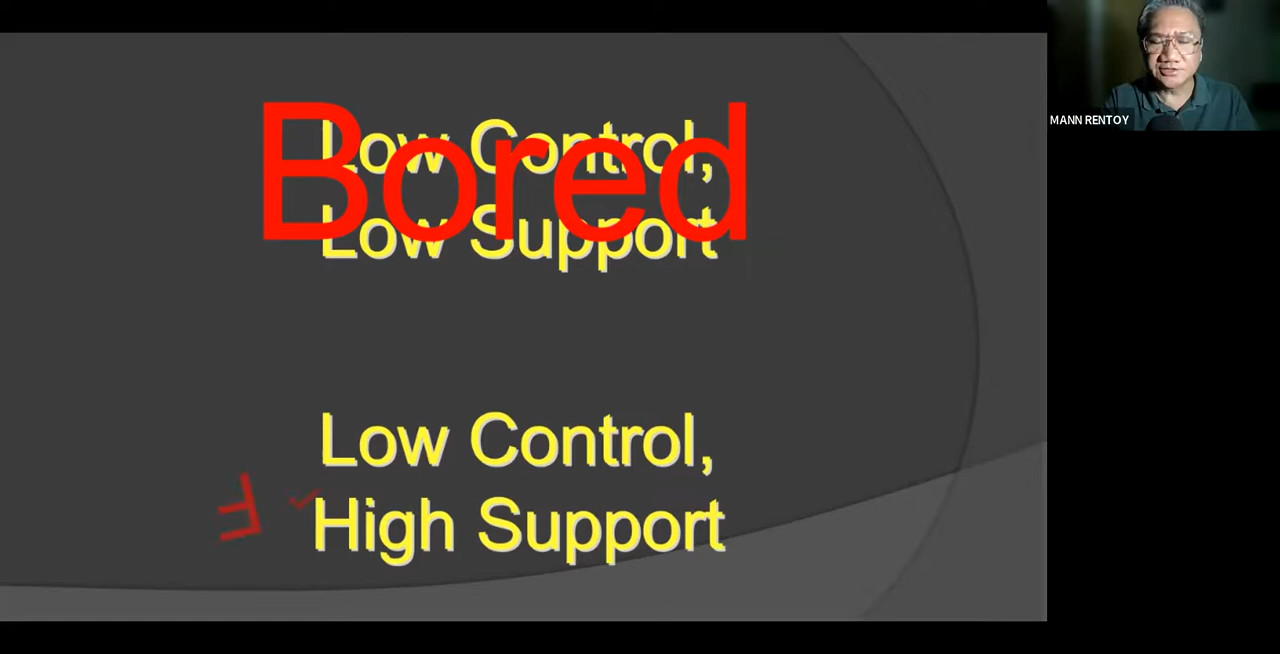 Bored
Low Control,
Low Support
Low Control,
High Support
F
MANN RENTOY